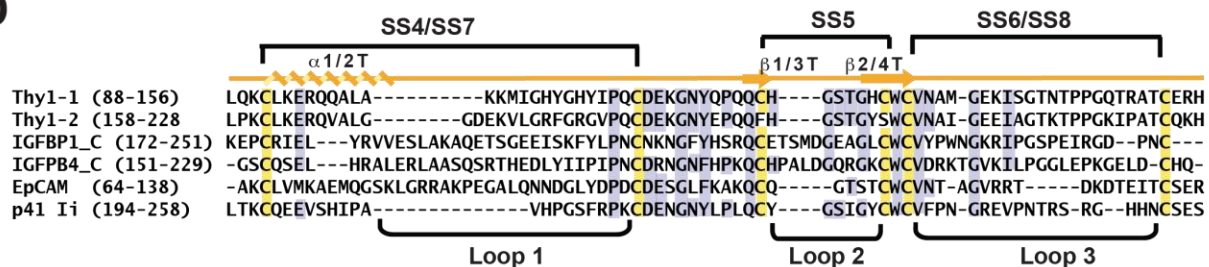 SS4/SS7 SS5 SS6/SS8
α1/2T β1/3T β2/4T
Thy1-1 (88-156) LQKCLKERQQALA----------KKMIGHYGHYIPQCDEKGNYQPQQCH----GSTGHCWCVNAM-GEKISGTNTPPGQTRATCERH
Thy1-2 (158-228 LPKCLKERQVALG--------GDEKVLGRFGRGVPQCDEKGNYEPQQFH----GSTGYSWCVNAI-GEEIAGTKTPPGKIPATCQKH
IGFBP1_C (172-251) KEPCRIEL---YRVVESLAKAQETSGEEISKFYLPNCNKNGFYHSRQCETSMDGEAGLCWCVYPWNGKRIPGSPEIRGD--PNC---
IGFPB4_C (151-229) -GSCQSEL---HRALERLAASQSRTHEDLYIIPIPNCDRNGNFHPKQCHPALDGQRGKCWCVDRKTGVKILPGGLEPKGELD-CHQ-
EpCAM (64-138) -AKCLVMKAEMQGSKLGRRAKPEGALQNNDGLYDPDCDESGLFKAKQCQ-----GTSTCWCVNT-AGVRRT-----DKDTEITCSER
p41 Ii (194-258) LTKCQEEVSHIPA--------------VHPGSFRPKCDENGNYLPLQCY----GSIGYCWCVFPN-GREVPNTRS-RG--HHNCSES
Loop 1 Loop 2 Loop 3